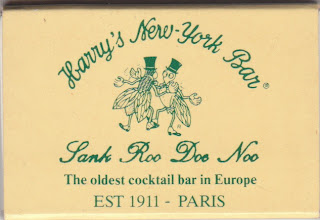 Harry's New-York Bar®
Sank Roo Doe Noo
The oldest cocktail bar in Europe
EST 1911 - PARIS